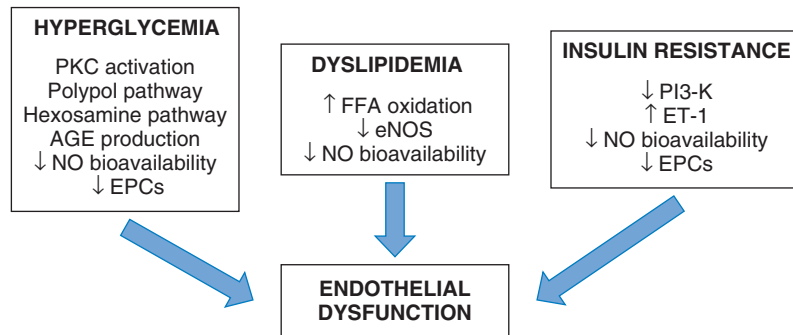 HYPERGLYCEMIA
PKC activation
Polypol pathway
Hexosamine pathway
AGE production
↓ NO bioavailability
↓ EPCs
DYSLIPIDEMIA
↑ FFA oxidation
↓ eNOS
↓ NO bioavailability
INSULIN RESISTANCE
↓ PI3-K
↑ ET-1
↓ NO bioavailability
↓ EPCs
ENDOTHELIAL
DYSFUNCTION